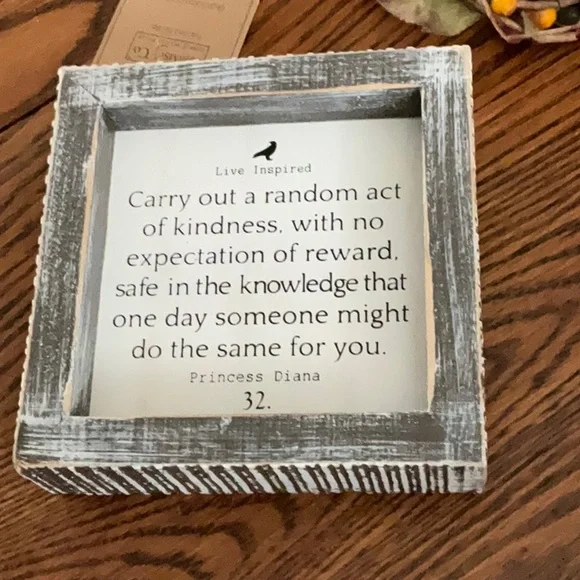 Live Inspired
Carry out a random act
of kindness, with no
expectation of reward,
safe in the knowledge that
one day someone might
do the same for you.
Princess Diana
32.